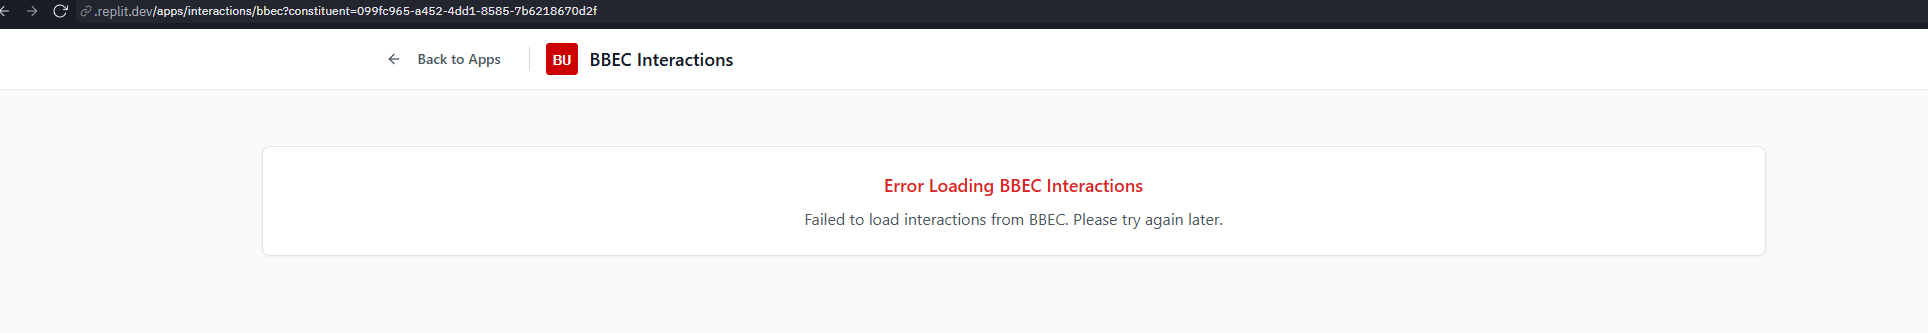 .replit.dev/apps/interactions/bbec?constituent=099fc965-a452-4dd1-8585-7b6218670d2f
Back to Apps
BU
BBEC Interactions
Error Loading BBEC Interactions
Failed to load interactions from BBEC. Please try again later.